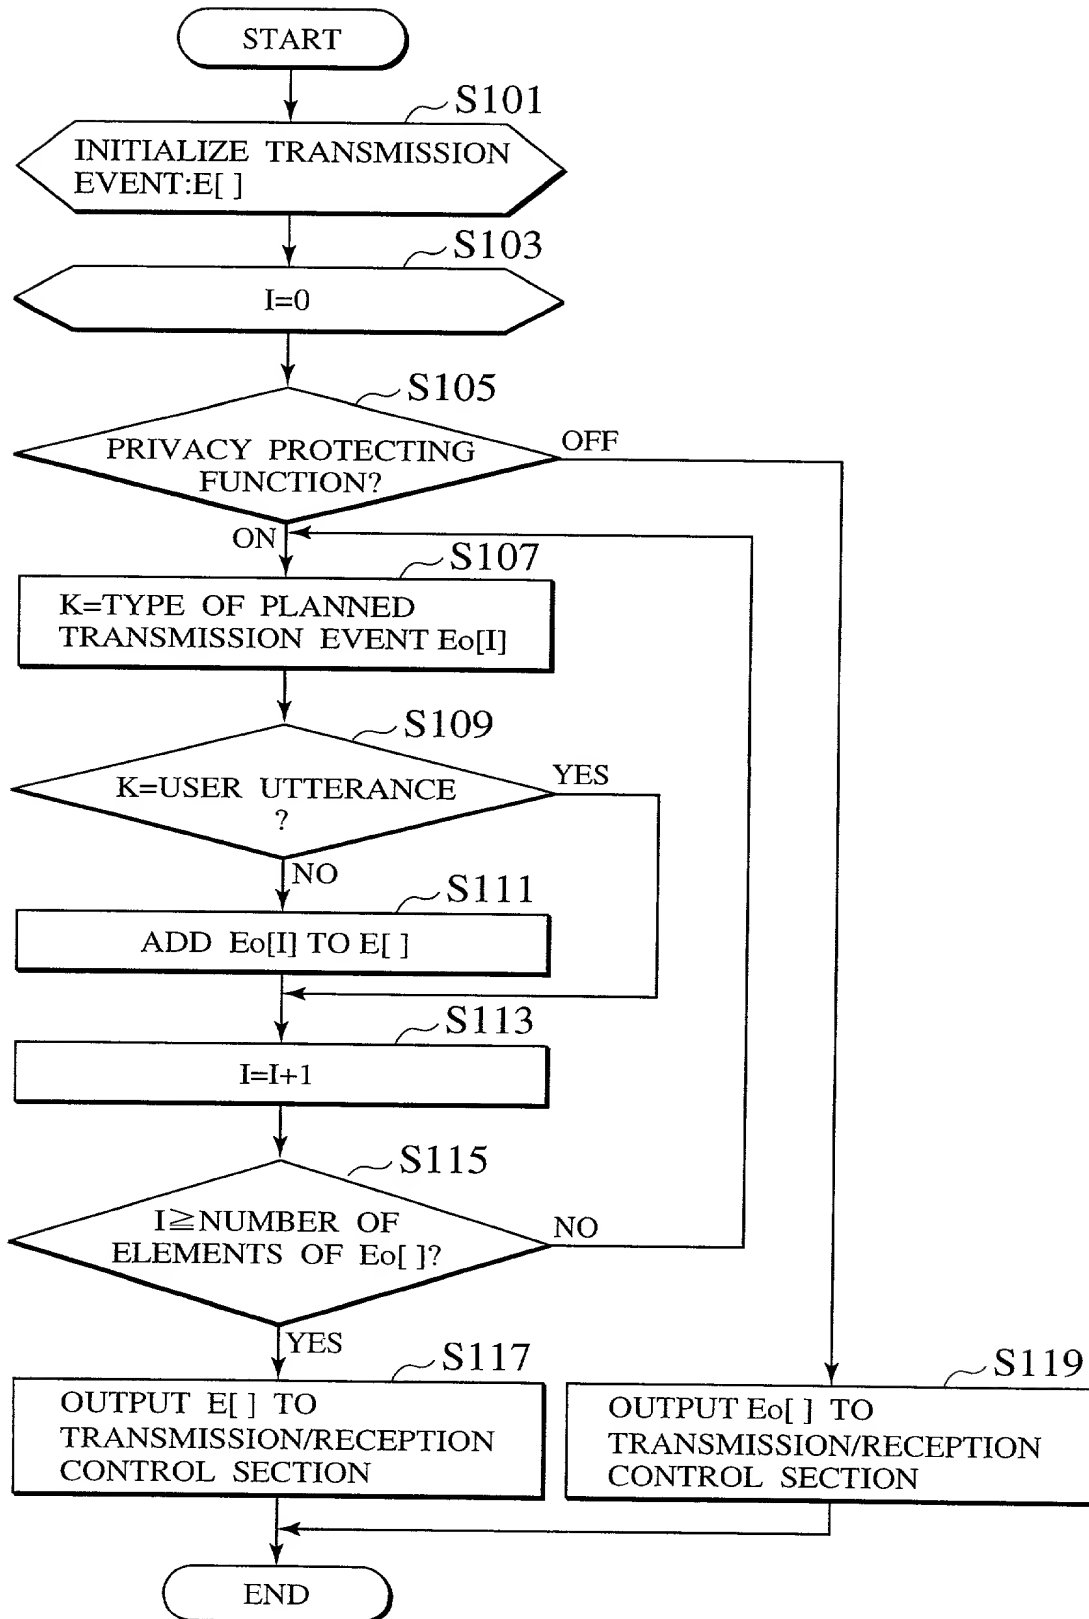 START
S101
INITIALIZE TRANSMISSION
EVENT:E[ ]
S103
I=0
S105
PRIVACY PROTECTING
FUNCTION?
OFF
ON
S107
K=TYPE OF PLANNED
TRANSMISSION EVENT Eo[I]
S109
K=USER UTTERANCE
?
YES
NO
S111
ADD Eo[I] TO E[ ]
S113
I=I+1
S115
I≧NUMBER OF
ELEMENTS OF Eo[ ]?
NO
YES
S117
OUTPUT E[ ] TO
TRANSMISSION/RECEPTION
CONTROL SECTION
S119
OUTPUT Eo[ ] TO
TRANSMISSION/RECEPTION
CONTROL SECTION
END